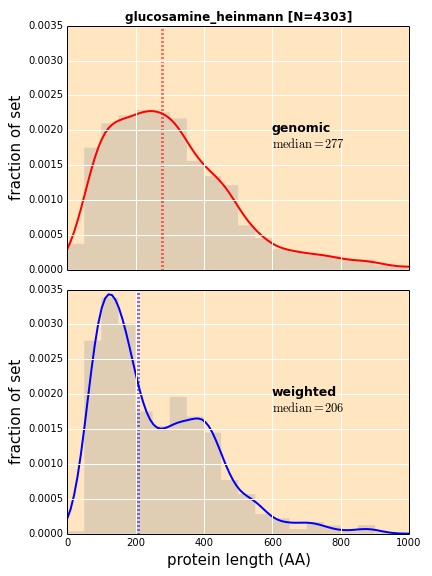 glucosamine_heinmann [N=4303]
0.0035
0.0030
0.0025
0.0020
0.0015
0.0010
0.0005
0.0000
fraction of set
genomic
median = 277
0.0035
0.0030
0.0025
0.0020
0.0015
0.0010
0.0005
0.0000
fraction of set
weighted
median = 206
0 200 400 600 800 1000
protein length (AA)